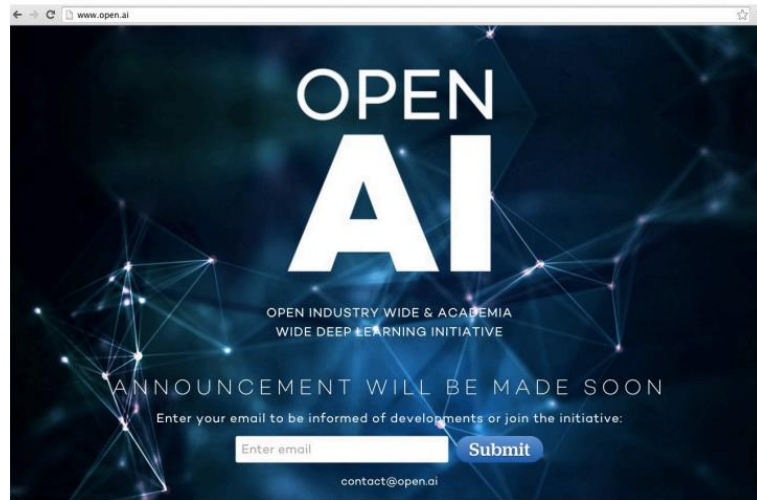 www.open.ai
OPEN
AI
OPEN INDUSTRY WIDE & ACADEMIA
WIDE DEEP LEARNING INITIATIVE
ANNOUNCEMENT WILL BE MADE SOON
Enter your email to be informed of developments or join the initiative:
Enter email
Submit
contact@open.ai